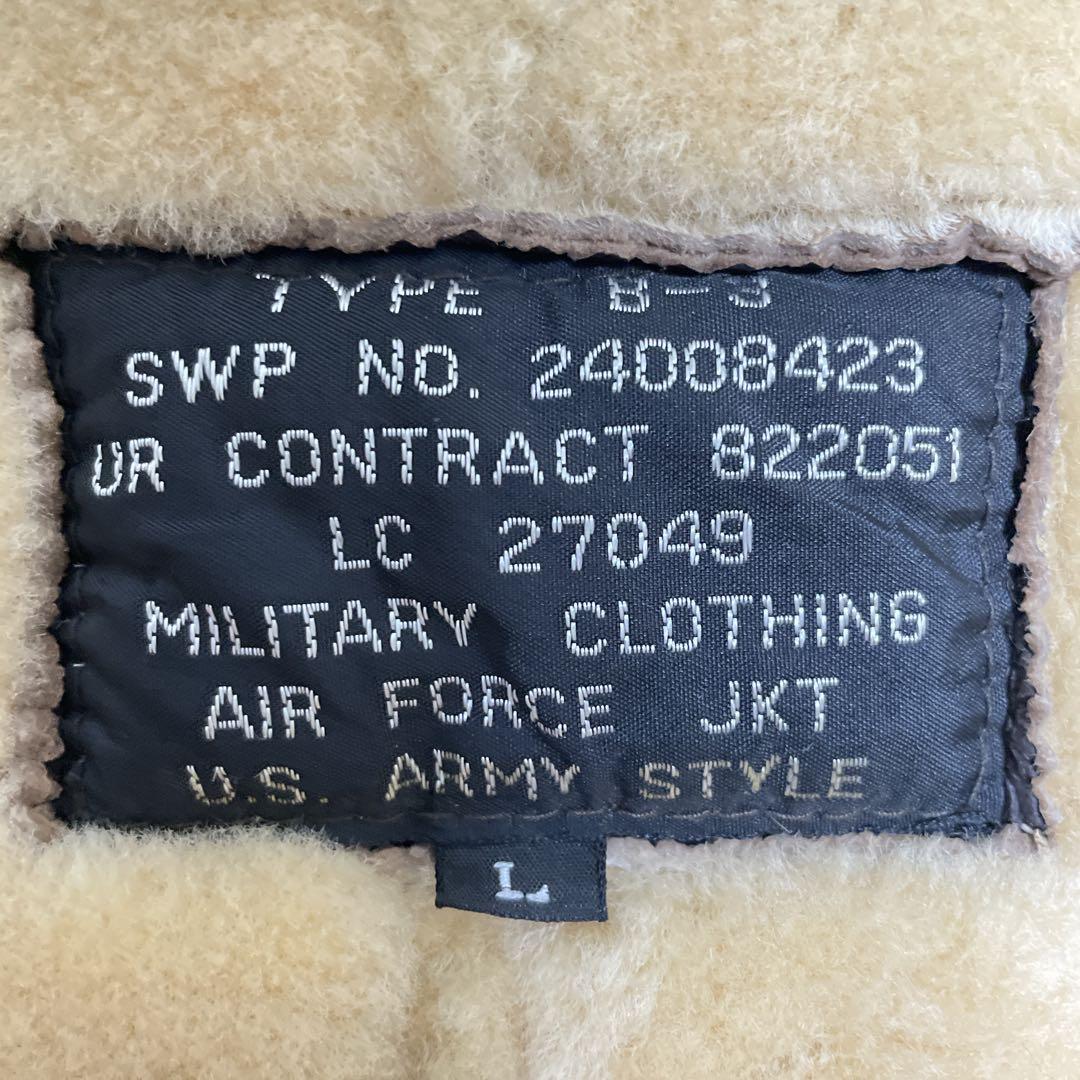 TYPE B-3
SWP NO. 24008423
UR CONTRACT 822051
LC 27049
MILITARY CLOTHING
AIR FORCE JKT
U.S. ARMY STYLE
L